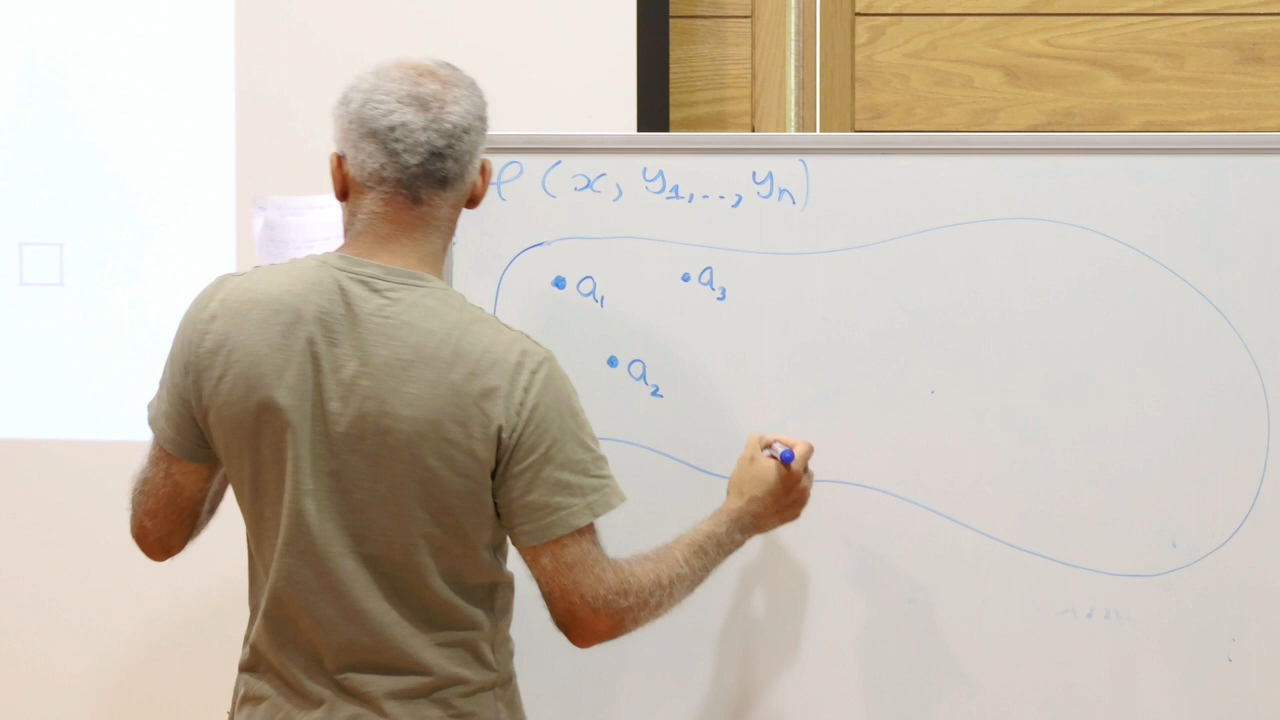 φ(x, y₁,..., yₙ)
a₁
a₃
a₂